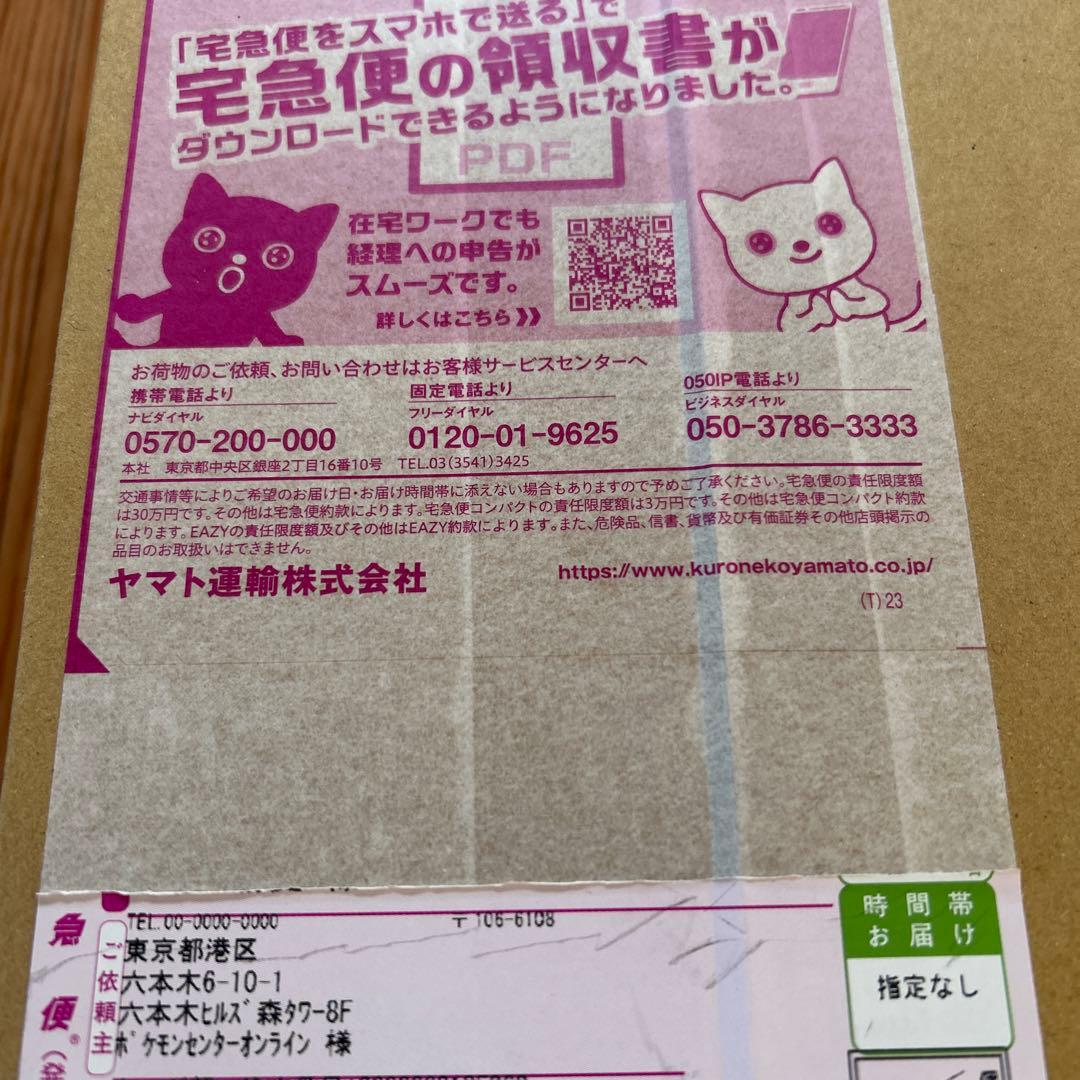 「宅急便をスマホで送る」で
宅急便の領収書が
ダウンロードできるようになりました。
PDF
在宅ワークでも
経理への申告が
スムーズです。
詳しくはこちら
お荷物のご依頼、お問い合わせはお客様サービスセンターへ
携帯電話より
ナビダイヤル
0570-200-000
固定電話より
フリーダイヤル
0120-01-9625
050IP電話より
ビジネスダイヤル
050-3786-3333
本社 東京都中央区銀座2丁目16番10号 TEL.03(3541)3425
交通事情等によりご希望のお届け日・お届け時間帯に添えない場合もありますので予めご了承ください。宅急便の責任限度額
は30万円です。その他は宅急便約款によります。宅急便コンパクトの責任限度額は3万円です。その他は宅急便コンパクト約款
によります。EAZYの責任限度額及びその他はEAZY約款によります。また、危険品、信書、貨幣及び有価証券その他店頭掲示の
品目のお取扱いはできません。
ヤマト運輸株式会社
https://www.kuronekoyamato.co.jp/
(T)23
急便®
ご依頼主
TEL.00-0000-0000 〒106-6108
東京都港区
六本木6-10-1
六本木ヒルズ森タワー8F
ポケモンセンターオンライン 様
時間帯
お届け
指定なし